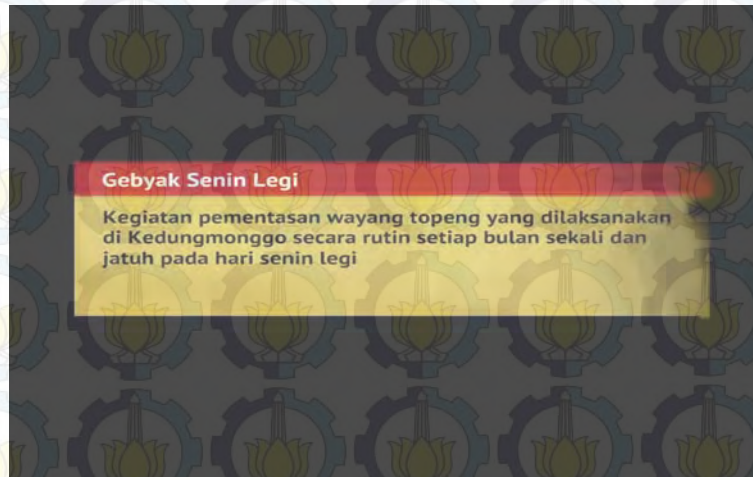 Gebyak Senin Legi
Kegiatan pementasan wayang topeng yang dilaksanakan
di Kedungmonggo secara rutin setiap bulan sekali dan
jatuh pada hari senin legi